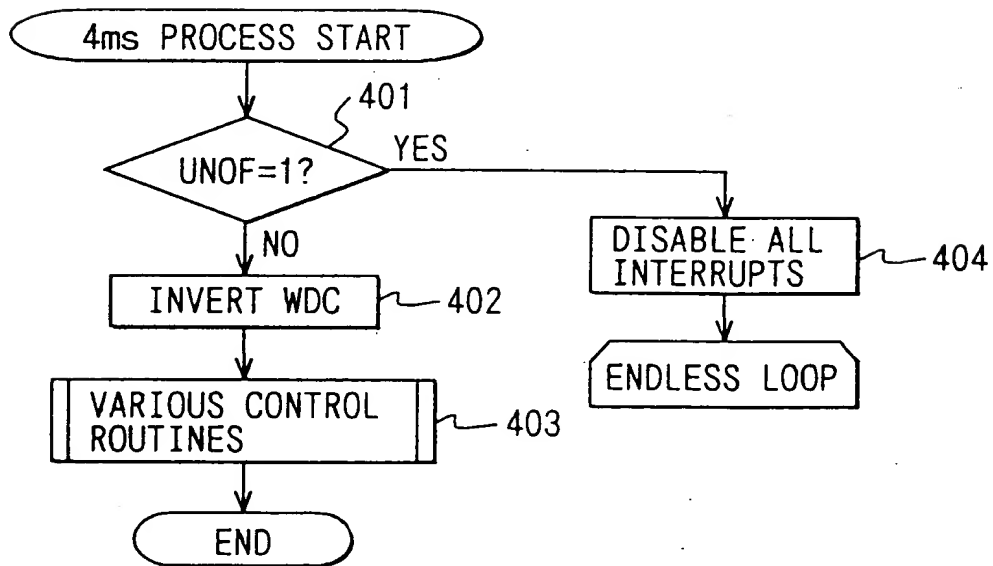 4ms PROCESS START
401
UNOF=1?
YES
NO
DISABLE ALL
INTERRUPTS
404
INVERT WDC
402
ENDLESS LOOP
VARIOUS CONTROL
ROUTINES
403
END